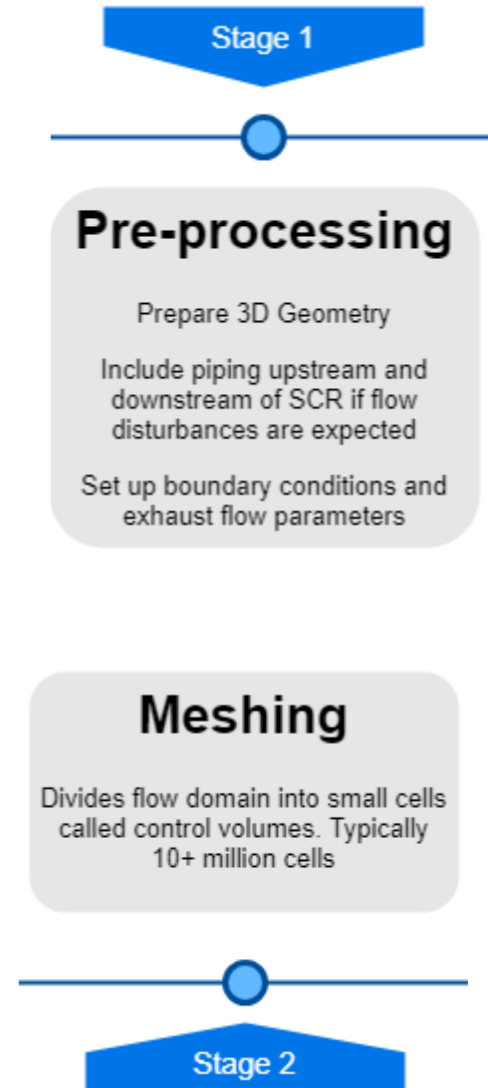 Stage 1
Pre-processing
Prepare 3D Geometry
Include piping upstream and
downstream of SCR if flow
disturbances are expected
Set up boundary conditions and
exhaust flow parameters
Meshing
Divides flow domain into small cells
called control volumes. Typically
10+ million cells
Stage 2